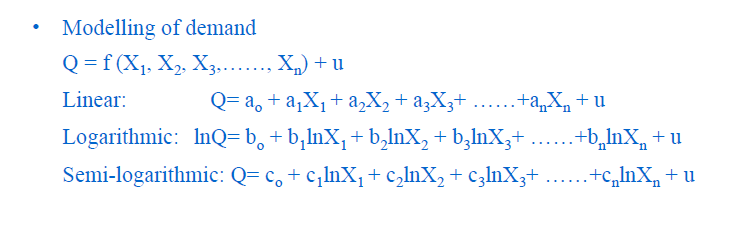 • Modelling of demand
Q = f (X₁, X₂, X₃,......., Xₙ) + u
Linear: Q= aₒ + a₁X₁ + a₂X₂ + a₃X₃+ ......+aₙXₙ + u
Logarithmic: lnQ= bₒ + b₁lnX₁ + b₂lnX₂ + b₃lnX₃+ ......+bₙlnXₙ + u
Semi-logarithmic: Q= cₒ + c₁lnX₁ + c₂lnX₂ + c₃lnX₃+ ......+cₙlnXₙ + u